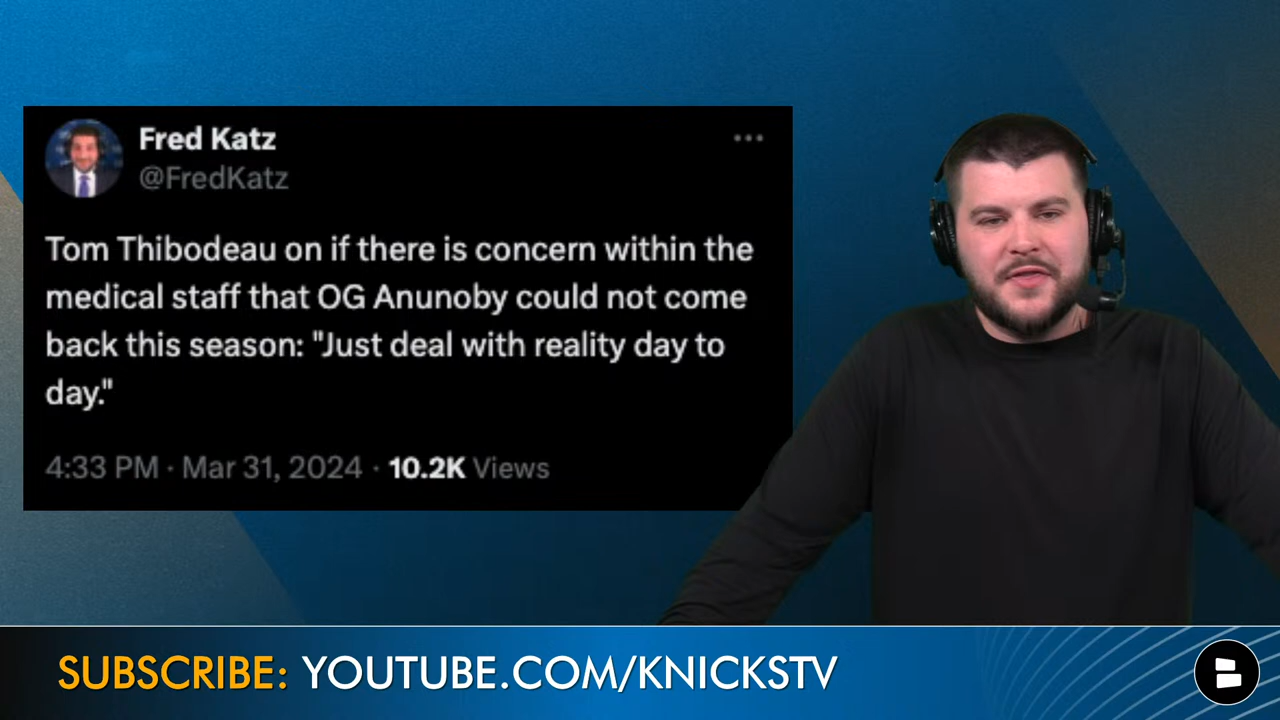 Fred Katz
@FredKatz
Tom Thibodeau on if there is concern within the
medical staff that OG Anunoby could not come
back this season: "Just deal with reality day to
day."
4:33 PM · Mar 31, 2024 · 10.2K Views
SUBSCRIBE: YOUTUBE.COM/KNICKSTV